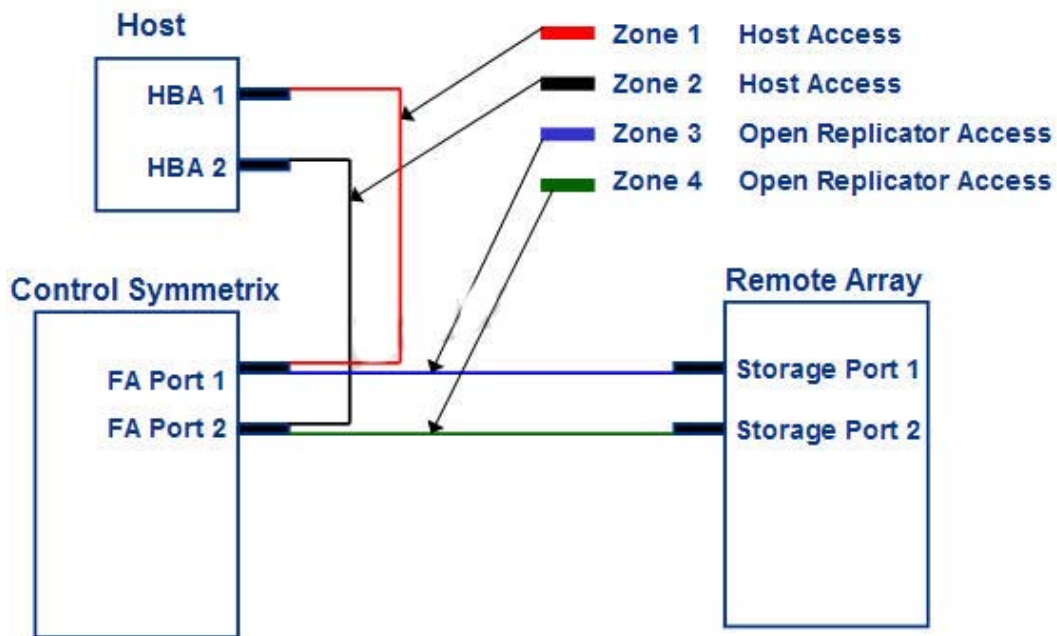 Host
HBA 1
HBA 2
Zone 1 Host Access
Zone 2 Host Access
Zone 3 Open Replicator Access
Zone 4 Open Replicator Access
Control Symmetrix
FA Port 1
FA Port 2
Remote Array
Storage Port 1
Storage Port 2